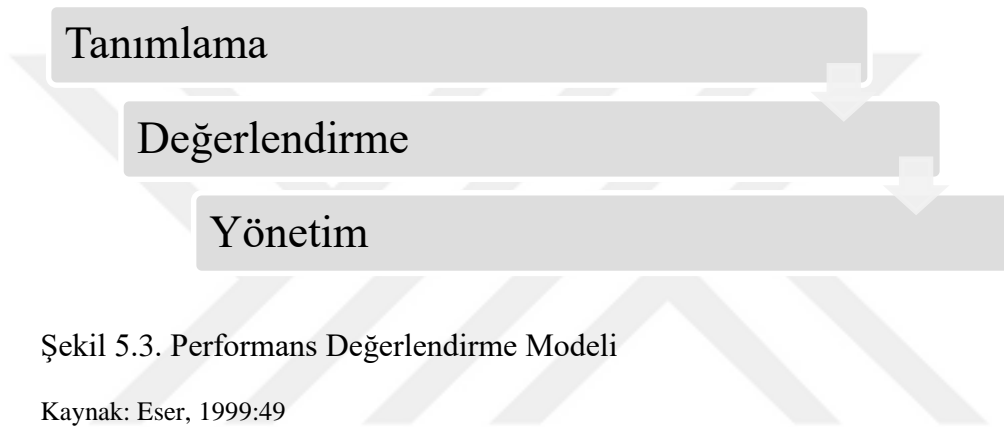 Tanımlama
Değerlendirme
Yönetim
Şekil 5.3. Performans Değerlendirme Modeli
Kaynak: Eser, 1999:49